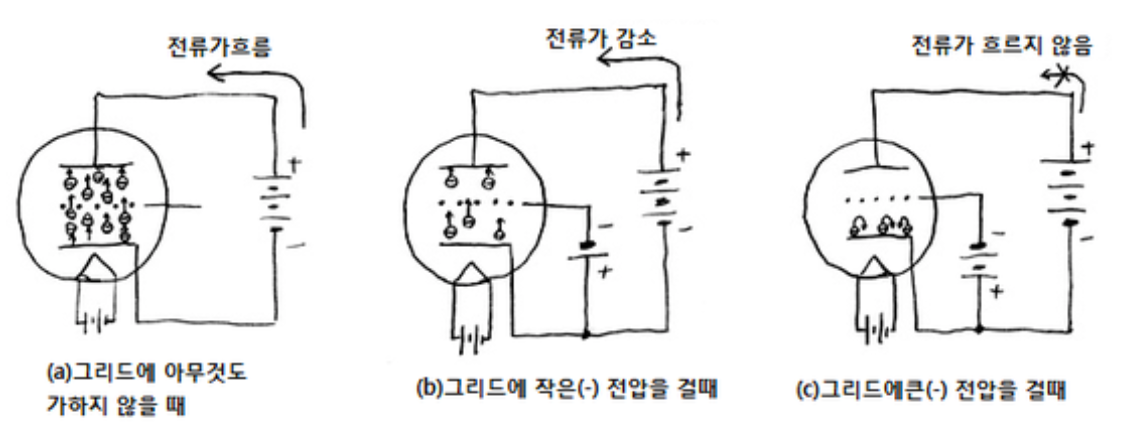 전류가흐름
전류가 감소
전류가 흐르지 않음
+
-
-
+
+
-
-
+
+
-
(a)그리드에 아무것도
가하지 않을 때
(b)그리드에 작은(-) 전압을 걸때
(c)그리드에큰(-) 전압을 걸때